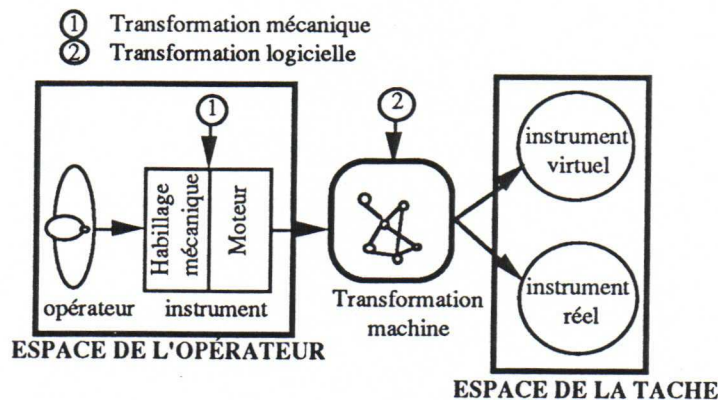 1 Transformation mécanique
2 Transformation logicielle
1
2
Habillage
mécanique
Moteur
opérateur
instrument
ESPACE DE L'OPÉRATEUR
Transformation
machine
instrument
virtuel
instrument
réel
ESPACE DE LA TACHE